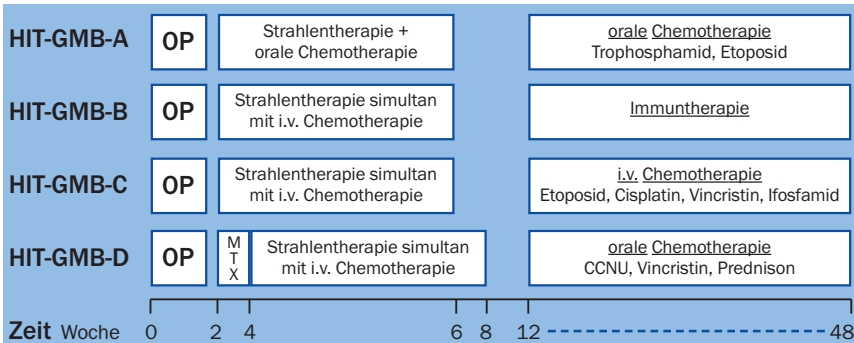 HIT-GMB-A
OP
Strahlentherapie +
orale Chemotherapie
orale Chemotherapie
Trophosphamid, Etoposid
HIT-GMB-B
OP
Strahlentherapie simultan
mit i.v. Chemotherapie
Immuntherapie
HIT-GMB-C
OP
Strahlentherapie simultan
mit i.v. Chemotherapie
i.v. Chemotherapie
Etoposid, Cisplatin, Vincristin, Ifosfamid
HIT-GMB-D
OP
M
T
X
Strahlentherapie simultan
mit i.v. Chemotherapie
orale Chemotherapie
CCNU, Vincristin, Prednison
Zeit Woche 0 2 4 6 8 12 48